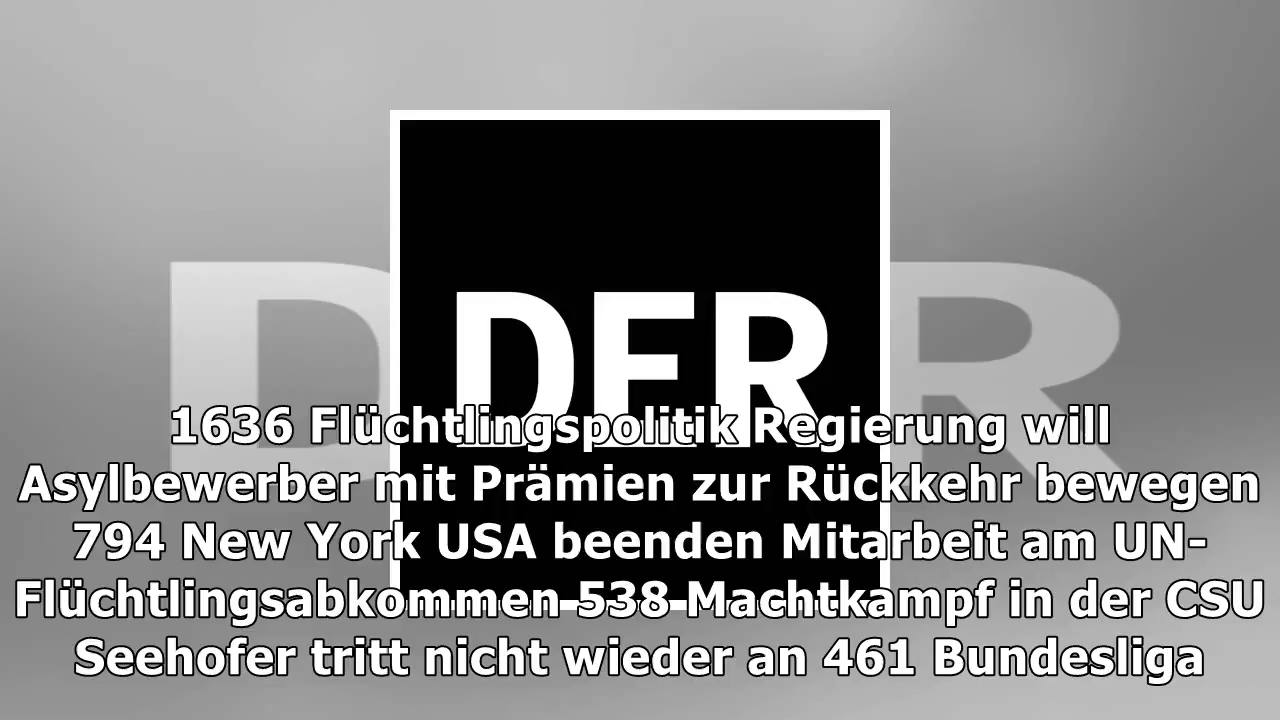 DER
1636 Flüchtlingspolitik Regierung will
Asylbewerber mit Prämien zur Rückkehr bewegen
794 New York USA beenden Mitarbeit am UN-
Flüchtlingsabkommen 538 Machtkampf in der CSU
Seehofer tritt nicht wieder an 461 Bundesliga